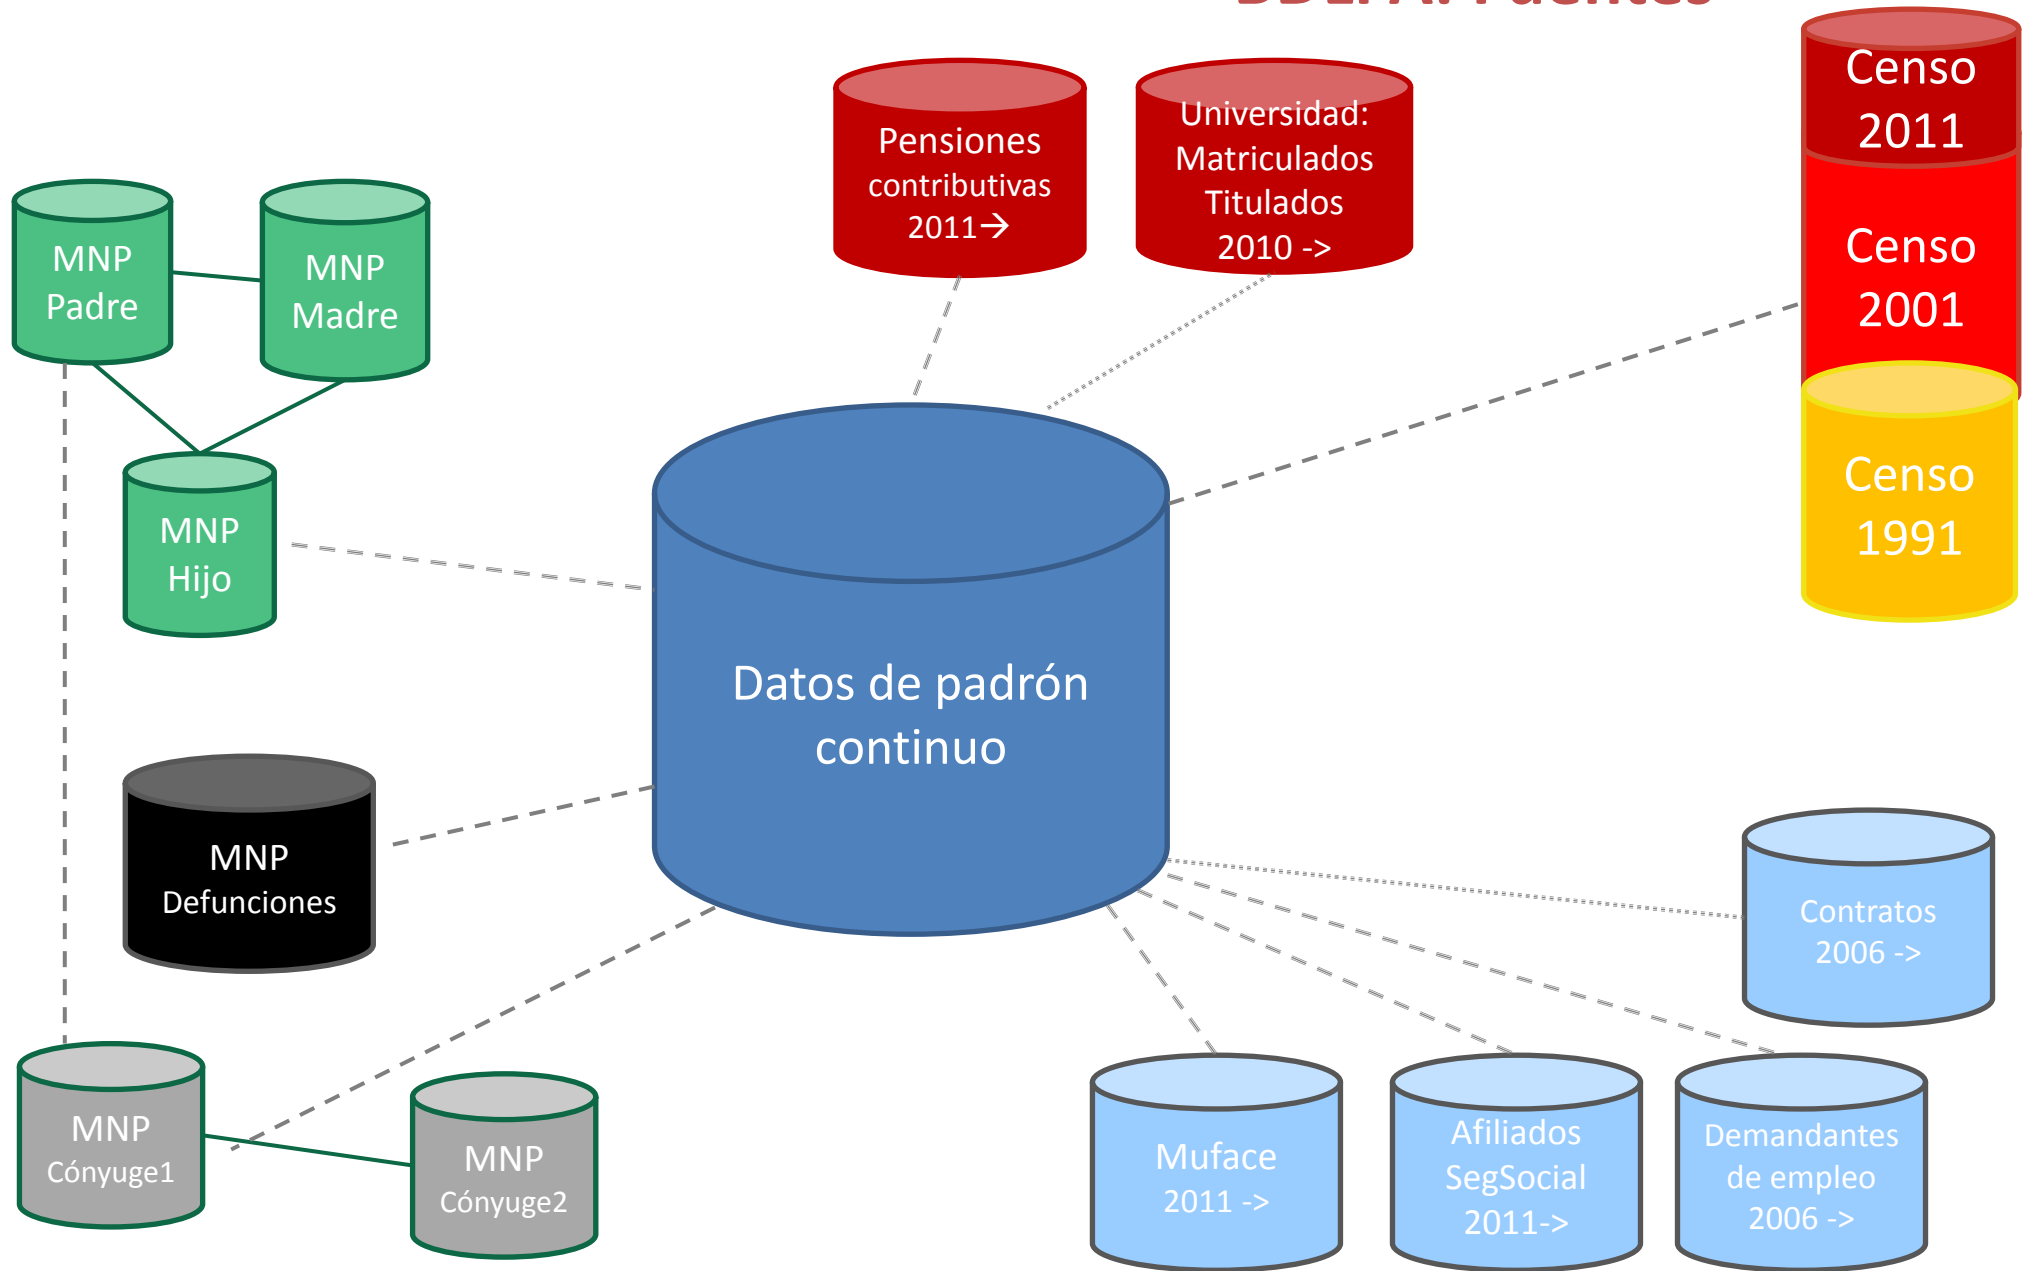 Pensiones
contributivas
2011→
Universidad:
Matriculados
Titulados
2010 ->
Censo
2011
Censo
2001
Censo
1991
MNP
Padre
MNP
Madre
MNP
Hijo
Datos de padrón
continuo
MNP
Defunciones
MNP
Cónyuge1
MNP
Cónyuge2
Contratos
2006 ->
Muface
2011 ->
Afiliados
SegSocial
2011->
Demandantes
de empleo
2006 ->